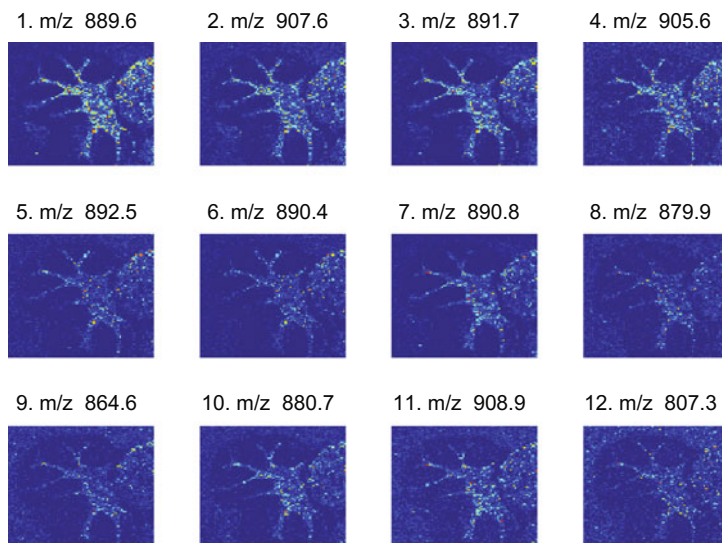 1. m/z 889.6 2. m/z 907.6 3. m/z 891.7 4. m/z 905.6
5. m/z 892.5 6. m/z 890.4 7. m/z 890.8 8. m/z 879.9
9. m/z 864.6 10. m/z 880.7 11. m/z 908.9 12. m/z 807.3